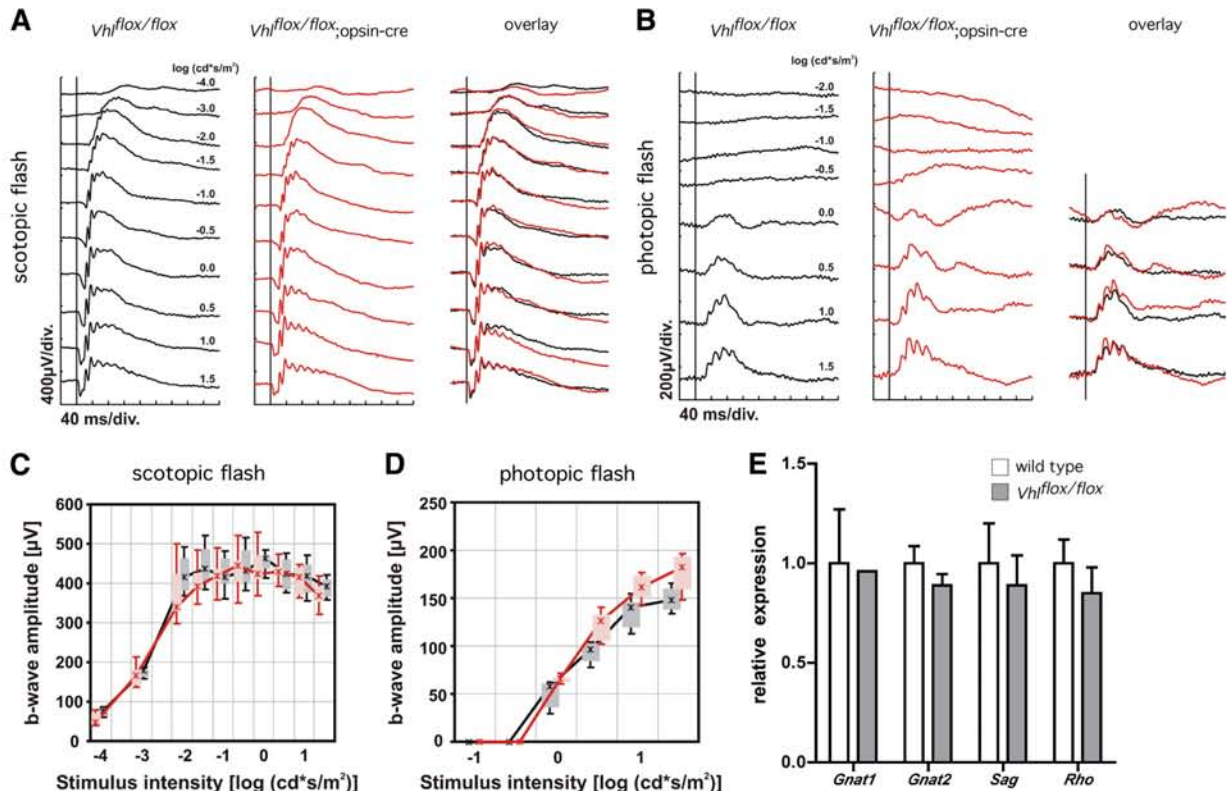 A
Vhlflox/flox
Vhlflox/flox;opsin-cre
overlay
log (cd*s/m²)
-4.0
-3.0
-2.0
-1.5
-1.0
-0.5
0.0
0.5
1.0
1.5
scotopic flash
400µV/div.
40 ms/div.
B
Vhlflox/flox
Vhlflox/flox;opsin-cre
overlay
log (cd*s/m²)
-2.0
-1.5
-1.0
-0.5
0.0
0.5
1.0
1.5
photopic flash
200µV/div.
40 ms/div.
C
scotopic flash
b-wave amplitude [µV]
600
500
400
300
200
100
0
-4 -3 -2 -1 0 1
Stimulus intensity [log (cd*s/m²)]
D
photopic flash
b-wave amplitude [µV]
250
200
150
100
50
0
-1 0 1
Stimulus intensity [log (cd*s/m²)]
E
wild type
Vhlflox/flox
relative expression
1.5
1.0
0.5
0.0
Gnat1 Gnat2 Sag Rho